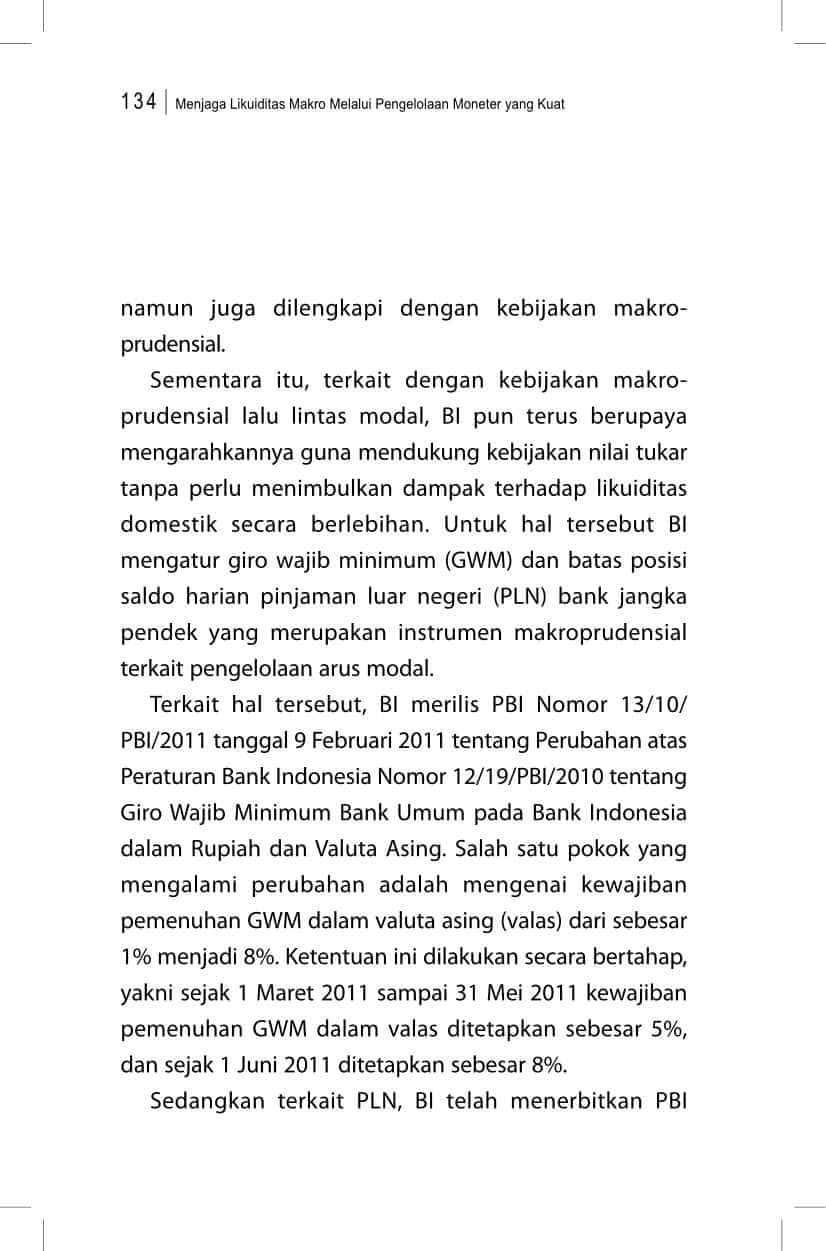 134 | Menjaga Likuiditas Makro Melalui Pengelolaan Moneter yang Kuat
namun juga dilengkapi dengan kebijakan makro-
prudensial.
Sementara itu, terkait dengan kebijakan makro-
prudensial lalu lintas modal, BI pun terus berupaya
mengarahkannya guna mendukung kebijakan nilai tukar
tanpa perlu menimbulkan dampak terhadap likuiditas
domestik secara berlebihan. Untuk hal tersebut BI
mengatur giro wajib minimum (GWM) dan batas posisi
saldo harian pinjaman luar negeri (PLN) bank jangka
pendek yang merupakan instrumen makroprudensial
terkait pengelolaan arus modal.
Terkait hal tersebut, BI merilis PBI Nomor 13/10/
PBI/2011 tanggal 9 Februari 2011 tentang Perubahan atas
Peraturan Bank Indonesia Nomor 12/19/PBI/2010 tentang
Giro Wajib Minimum Bank Umum pada Bank Indonesia
dalam Rupiah dan Valuta Asing. Salah satu pokok yang
mengalami perubahan adalah mengenai kewajiban
pemenuhan GWM dalam valuta asing (valas) dari sebesar
1% menjadi 8%. Ketentuan ini dilakukan secara bertahap,
yakni sejak 1 Maret 2011 sampai 31 Mei 2011 kewajiban
pemenuhan GWM dalam valas ditetapkan sebesar 5%,
dan sejak 1 Juni 2011 ditetapkan sebesar 8%.
Sedangkan terkait PLN, BI telah menerbitkan PBI